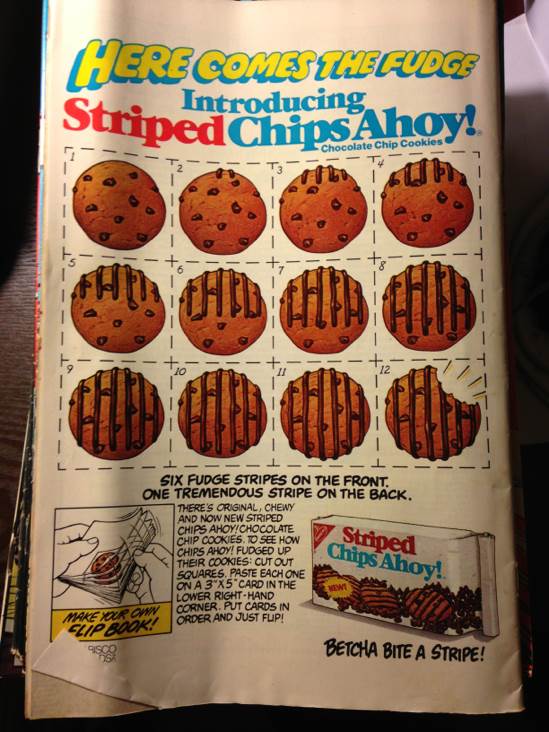 HERE COMES THE FUDGE
Introducing
Striped Chips Ahoy!®
Chocolate Chip Cookies
1 2 3 4
5 6 7 8
9 10 11 12
SIX FUDGE STRIPES ON THE FRONT.
ONE TREMENDOUS STRIPE ON THE BACK.
THERE'S ORIGINAL, CHEWY
AND NOW NEW STRIPED
CHIPS AHOY! CHOCOLATE
CHIP COOKIES. TO SEE HOW
CHIPS AHOY! FUDGED UP
THEIR COOKIES: CUT OUT
SQUARES, PASTE EACH ONE
ON A 3"X5" CARD IN THE
LOWER RIGHT-HAND
CORNER. PUT CARDS IN
ORDER AND JUST FLIP!
MAKE YOUR OWN
FLIP BOOK!
Striped
Chips Ahoy!
NEW!
BETCHA BITE A STRIPE!